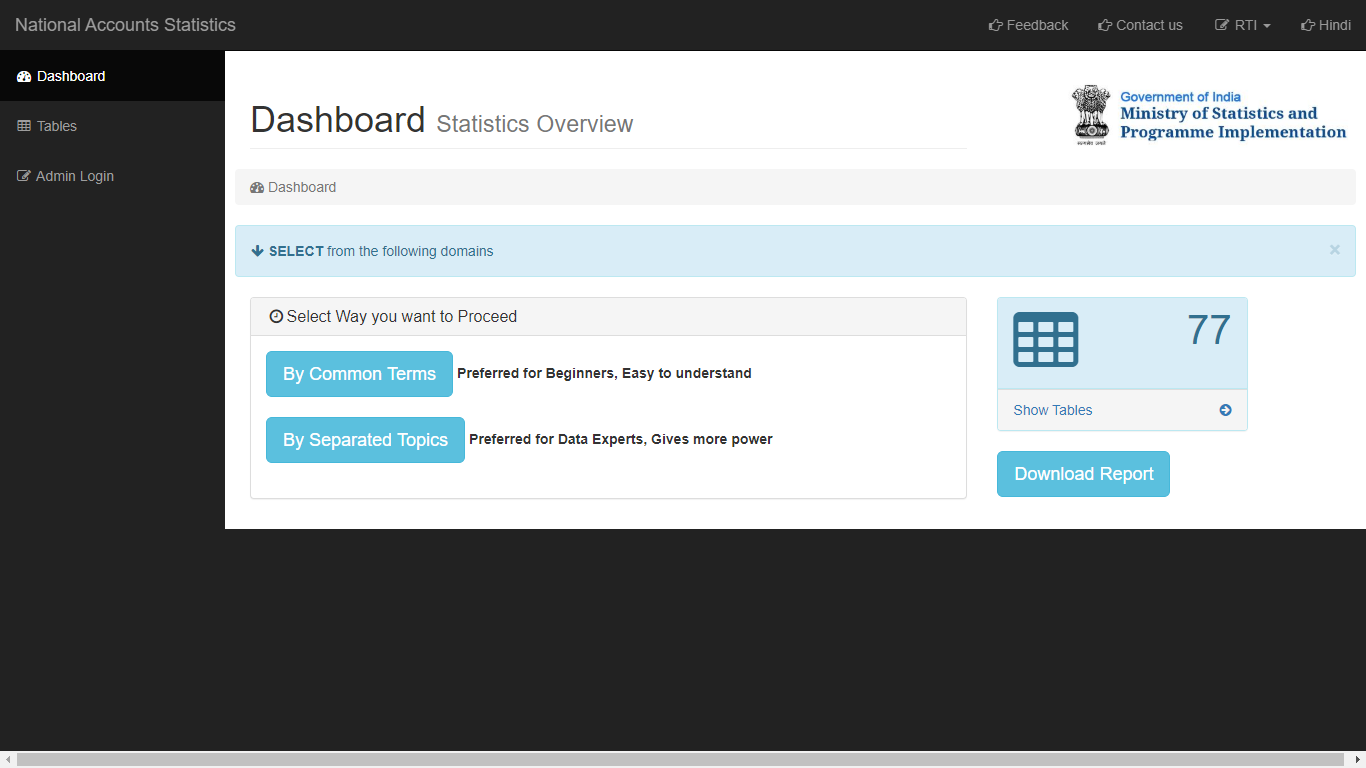 National Accounts Statistics
Feedback
Contact us
RTI
Hindi
Dashboard
Tables
Admin Login
Dashboard Statistics Overview
Government of India
Ministry of Statistics and
Programme Implementation
सत्यमेव जयते
Dashboard
SELECT from the following domains
×
Select Way you want to Proceed
By Common Terms Preferred for Beginners, Easy to understand
By Separated Topics Preferred for Data Experts, Gives more power
77
Show Tables
Download Report